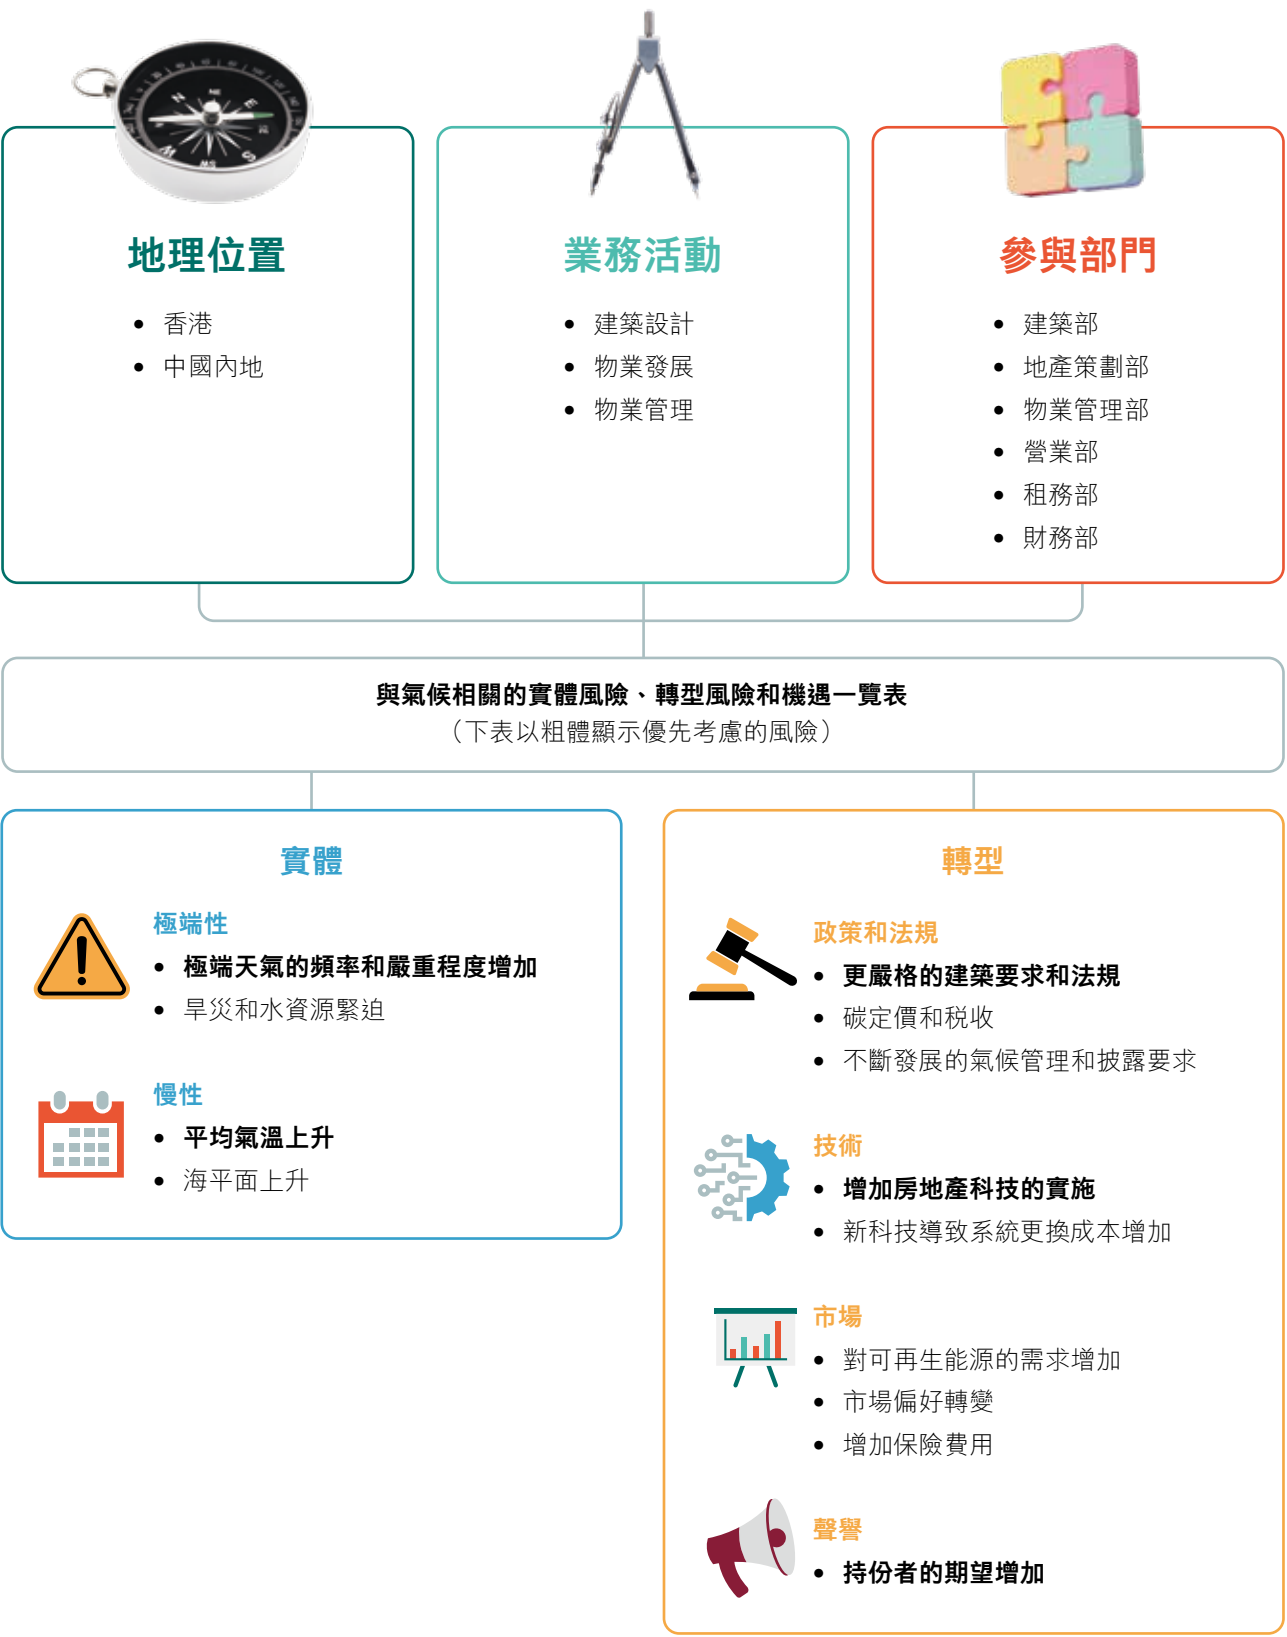 地理位置
香港
中國內地
業務活動
建築設計
物業發展
物業管理
參與部門
建築部
地產策劃部
物業管理部
營業部
租務部
財務部
與氣候相關的實體風險、轉型風險和機遇一覽表
（下表以粗體顯示優先考慮的風險）
實體
極端性
極端天氣的頻率和嚴重程度增加
旱災和水資源緊迫
慢性
平均氣溫上升
海平面上升
轉型
政策和法規
更嚴格的建築要求和法規
碳定價和税收
不斷發展的氣候管理和披露要求
技術
增加房地產科技的實施
新科技導致系統更換成本增加
市場
對可再生能源的需求增加
市場偏好轉變
增加保險費用
聲譽
持份者的期望增加